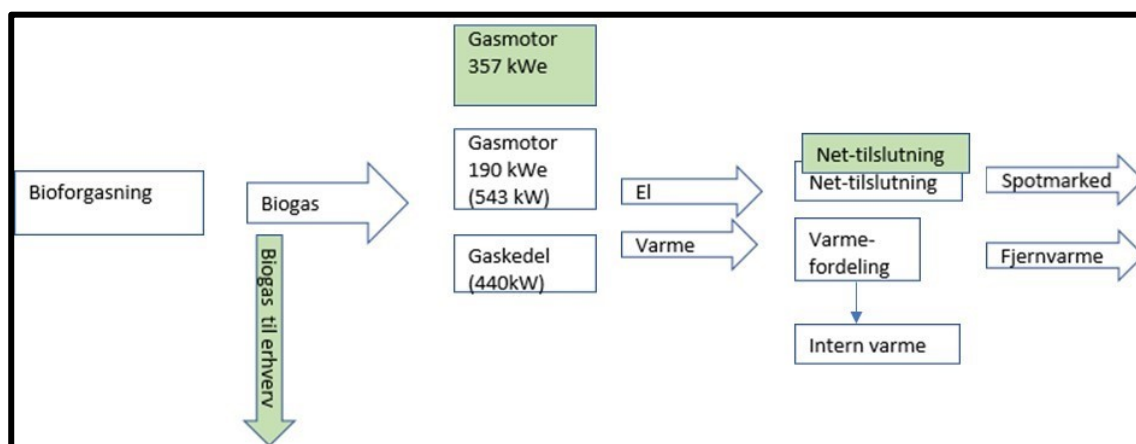 Gasmotor
357 kWe
Gasmotor
190 kWe
(543 kW)
Gaskedel
(440kW)
Bioforgasning
Biogas
Biogas til erhverv
El
Varme
Net-tilslutning
Net-tilslutning
Varme-
fordeling
Intern varme
Spotmarked
Fjernvarme